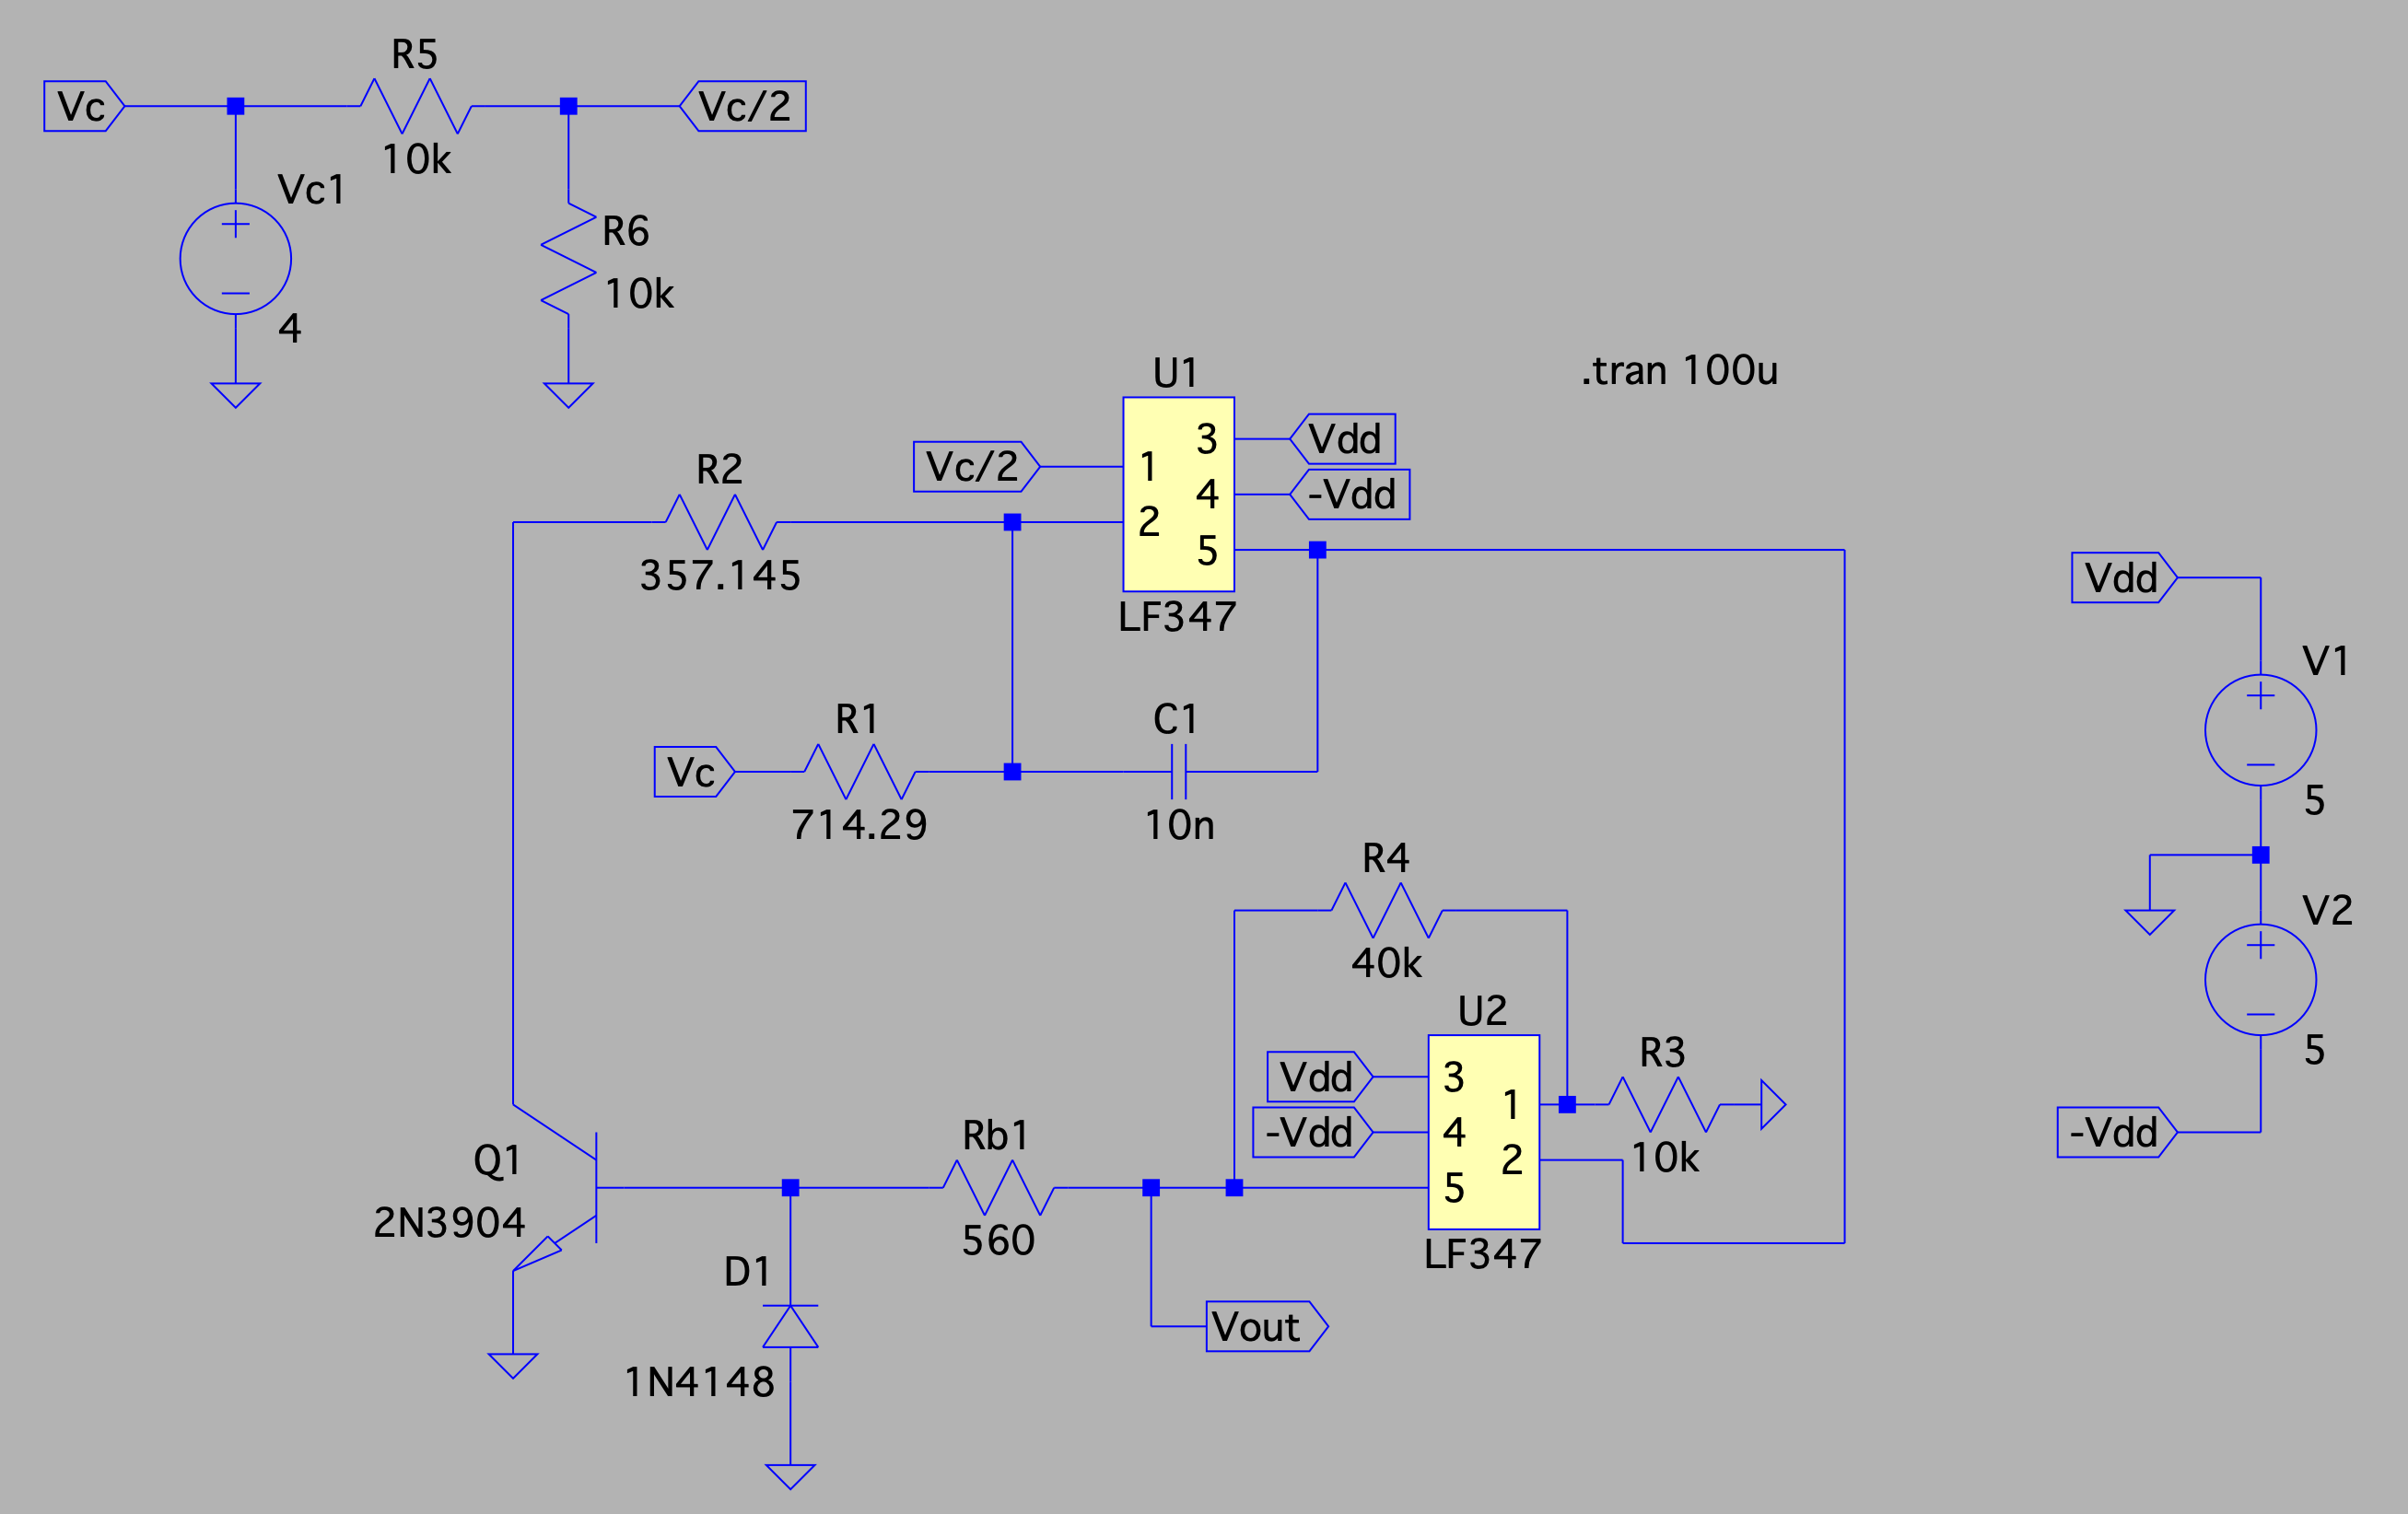 R5
Vc
Vc/2
10k
Vc1
R6
10k
4
U1
.tran 100u
3
Vdd
R2
Vc/2
1
4
-Vdd
2
5
357.145
LF347
Vdd
V1
R1
C1
Vc
5
714.29
10n
R4
V2
40k
U2
R3
Vdd
3
1
5
-Vdd
4
-Vdd
Rb1
Q1
2
10k
5
2N3904
560
LF347
D1
Vout
1N4148